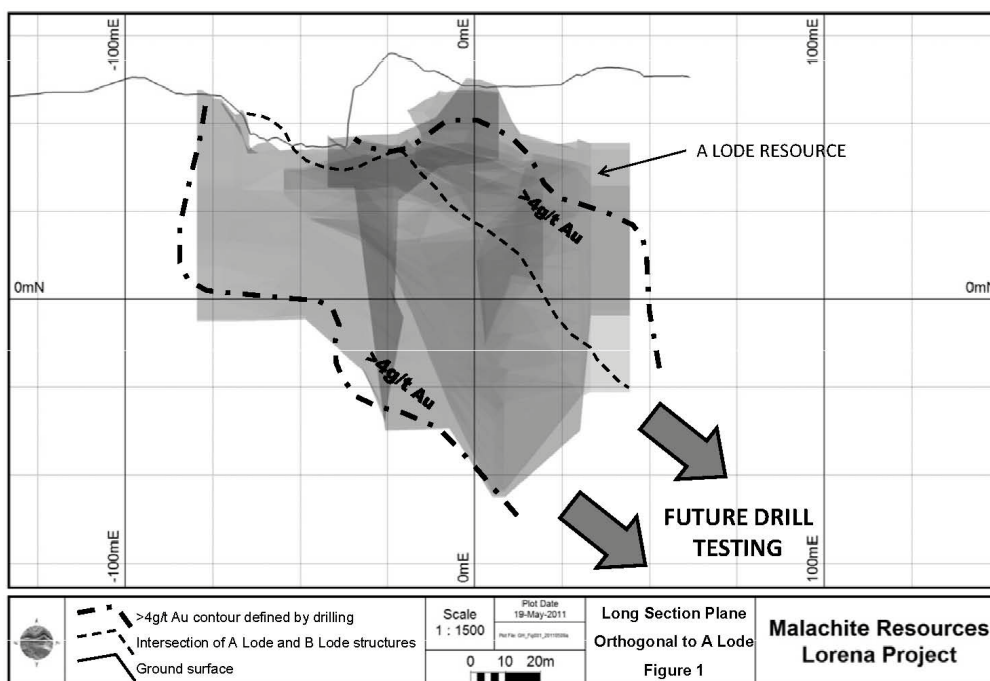 -100mE
0mE
100mE
A LODE RESOURCE
>4g/t Au
0mN
0mN
>4g/t Au
FUTURE DRILL
TESTING
-100mE
0mE
100mE
>4g/t Au contour defined by drilling
Intersection of A Lode and B Lode structures
Ground surface
Scale
1 : 1500
Plot Date
19-May-2011
0 10 20m
Long Section Plane
Orthogonal to A Lode
Figure 1
Malachite Resources
Lorena Project